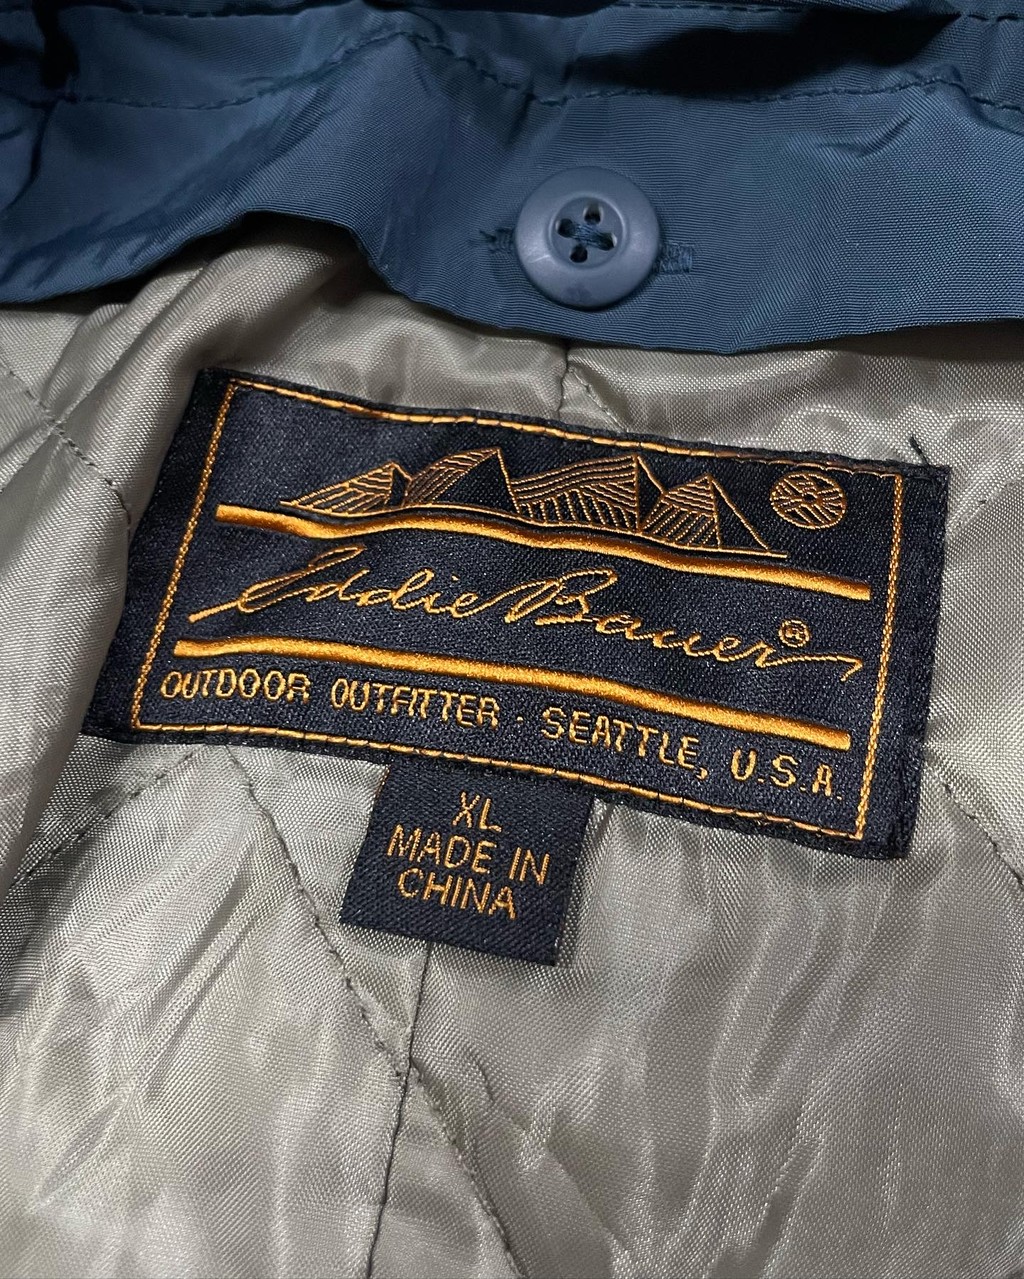 Eddie Bauer®
OUTDOOR OUTFITTER · SEATTLE, U.S.A.
XL
MADE IN
CHINA